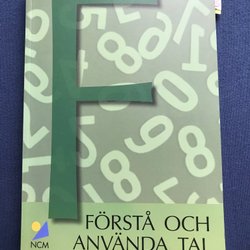 F
FÖRSTÅ OCH
ANVÄNDA TAL
NCM